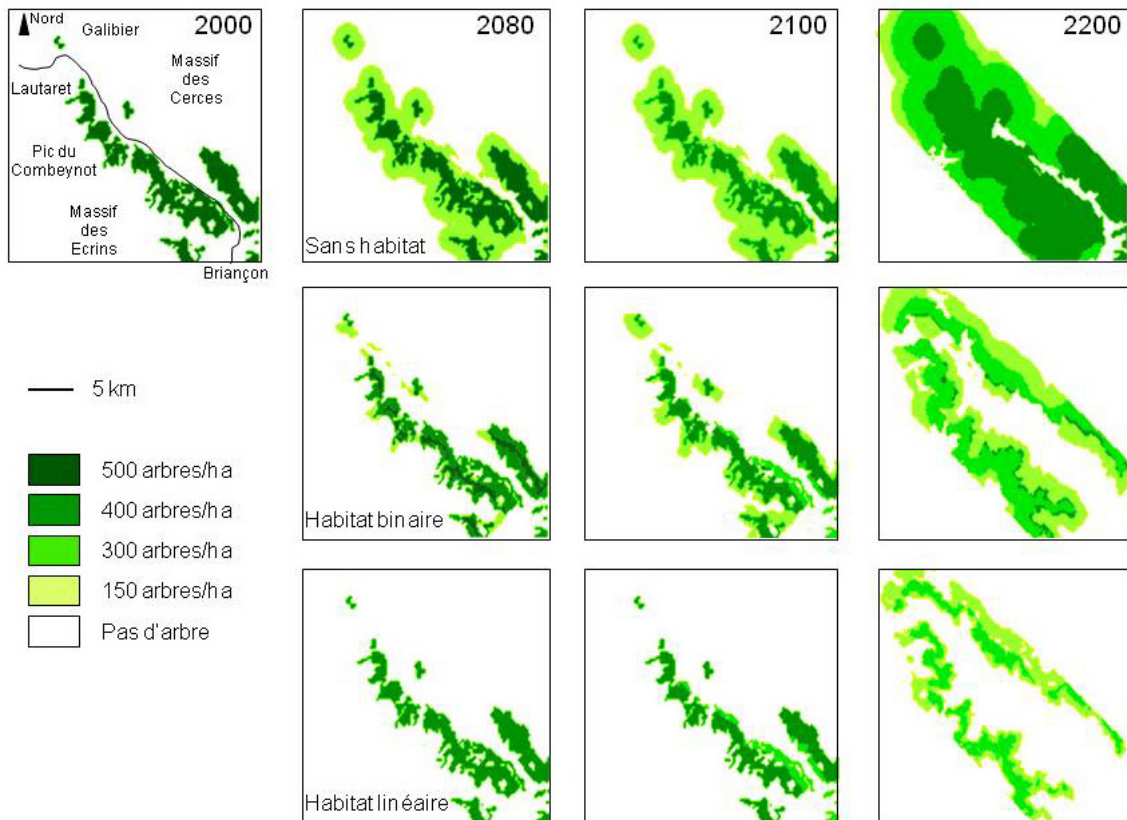 Nord
2000
Galibier
Massif
des
Cerces
Lautaret
Pic du
Combeynot
Massif
des
Ecrins
Briançon
2080
Sans habitat
2100
2200
5 km
500 arbres/ha
400 arbres/ha
300 arbres/ha
150 arbres/ha
Pas d'arbre
Habitat binaire
Habitat linéaire